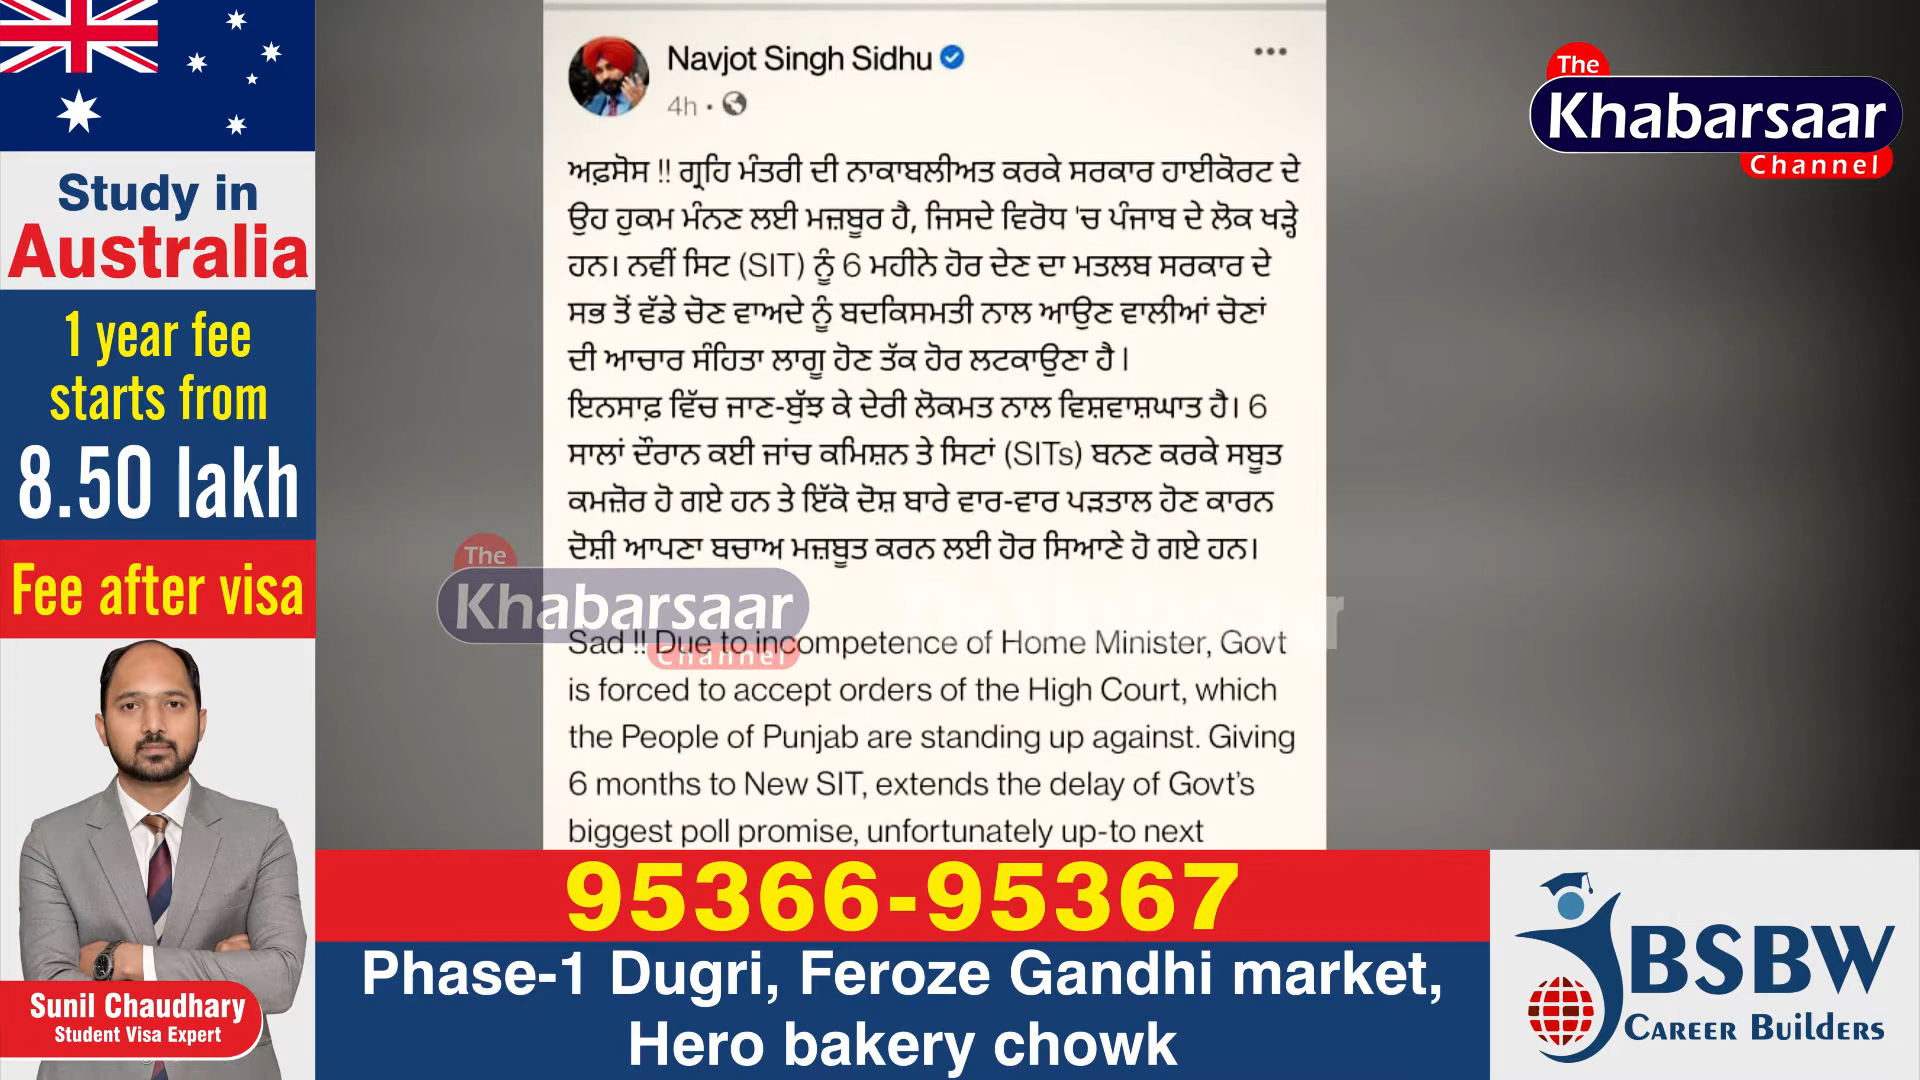 Study in
Australia
1 year fee
starts from
8.50 lakh
Fee after visa
Sunil Chaudhary
Student Visa Expert
Navjot Singh Sidhu
4h
ਅਫ਼ਸੋਸ !! ਗ੍ਰਹਿ ਮੰਤਰੀ ਦੀ ਨਾਕਾਬਲੀਅਤ ਕਰਕੇ ਸਰਕਾਰ ਹਾਈਕੋਰਟ ਦੇ
ਉਹ ਹੁਕਮ ਮੰਨਣ ਲਈ ਮਜ਼ਬੂਰ ਹੈ, ਜਿਸਦੇ ਵਿਰੋਧ 'ਚ ਪੰਜਾਬ ਦੇ ਲੋਕ ਖੜ੍ਹੇ
ਹਨ। ਨਵੀਂ ਸਿਟ (SIT) ਨੂੰ 6 ਮਹੀਨੇ ਹੋਰ ਦੇਣ ਦਾ ਮਤਲਬ ਸਰਕਾਰ ਦੇ
ਸਭ ਤੋਂ ਵੱਡੇ ਚੋਣ ਵਾਅਦੇ ਨੂੰ ਬਦਕਿਸਮਤੀ ਨਾਲ ਆਉਣ ਵਾਲੀਆਂ ਚੋਣਾਂ
ਦੀ ਆਚਾਰ ਸੰਹਿਤਾ ਲਾਗੂ ਹੋਣ ਤੱਕ ਹੋਰ ਲਟਕਾਉਣਾ ਹੈ ।
ਇਨਸਾਫ਼ ਵਿੱਚ ਜਾਣ-ਬੁੱਝ ਕੇ ਦੇਰੀ ਲੋਕਮਤ ਨਾਲ ਵਿਸ਼ਵਾਸ਼ਘਾਤ ਹੈ। 6
ਸਾਲਾਂ ਦੌਰਾਨ ਕਈ ਜਾਂਚ ਕਮਿਸ਼ਨ ਤੇ ਸਿਟਾਂ (SITs) ਬਨਣ ਕਰਕੇ ਸਬੂਤ
ਕਮਜ਼ੋਰ ਹੋ ਗਏ ਹਨ ਤੇ ਇੱਕੋ ਦੋਸ਼ ਬਾਰੇ ਵਾਰ-ਵਾਰ ਪੜਤਾਲ ਹੋਣ ਕਾਰਨ
ਦੋਸ਼ੀ ਆਪਣਾ ਬਚਾਅ ਮਜ਼ਬੂਤ ਕਰਨ ਲਈ ਹੋਰ ਸਿਆਣੇ ਹੋ ਗਏ ਹਨ।
The
Khabarsaar
Channel
Sad !! Due to incompetence of Home Minister, Govt
is forced to accept orders of the High Court, which
the People of Punjab are standing up against. Giving
6 months to New SIT, extends the delay of Govt's
biggest poll promise, unfortunately up-to next
The
Khabarsaar
Channel
95366-95367
Phase-1 Dugri, Feroze Gandhi market,
Hero bakery chowk
BSBW
CAREER BUILDERS